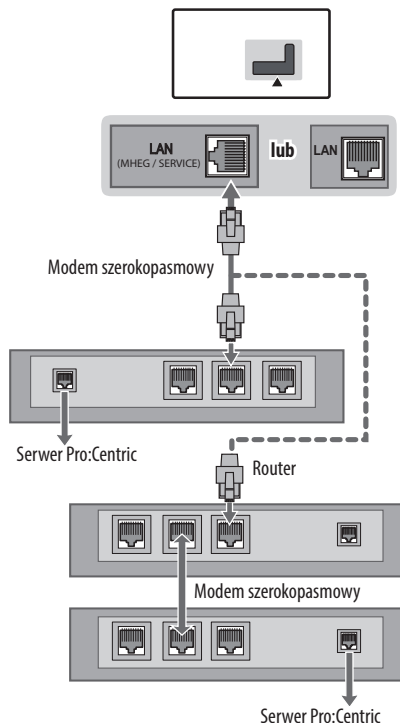 LAN
(MHEG / SERVICE)
lub
LAN
Modem szerokopasmowy
Serwer Pro:Centric
Router
Modem szerokopasmowy
Serwer Pro:Centric